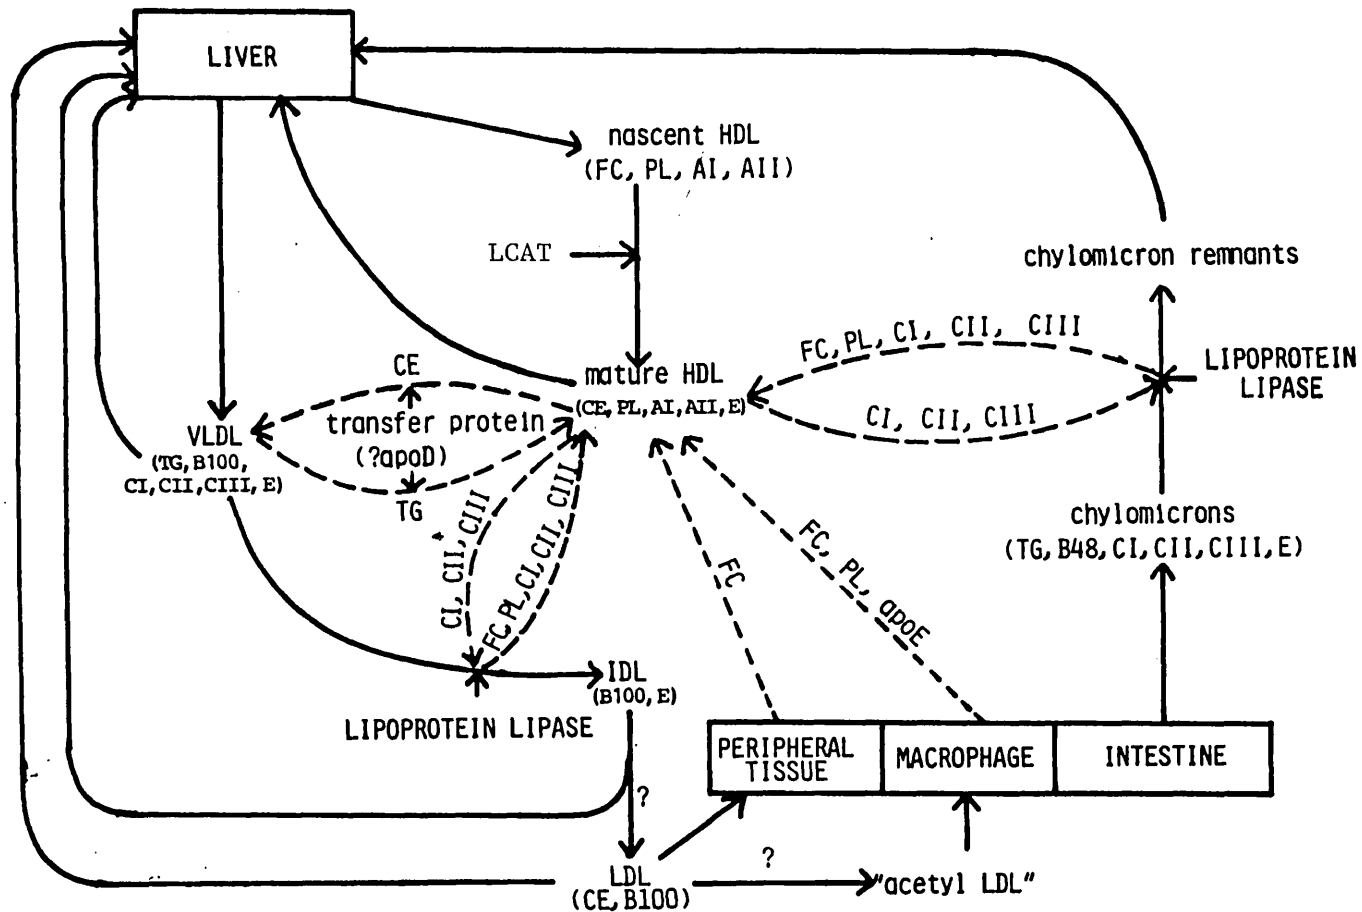 LIVER
nascent HDL
(FC, PL, AI, AII)
LCAT
chylomicron remnants
FC, PL, CI, CII, CIII
LIPOPROTEIN
LIPASE
CE
mature HDL
(CE, PL, AI, AII, E)
CI, CII, CIII
transfer protein
(?apoD)
VLDL
(TG, B100,
CI, CII, CIII, E)
TG
CI, CII, CIII
FC, PL, CI, CII, CIII
FC
FC, PL, apoE
chylomicrons
(TG, B48, CI, CII, CIII, E)
IDL
(B100, E)
LIPOPROTEIN LIPASE
PERIPHERAL
TISSUE
MACROPHAGE
INTESTINE
?
?
LDL
(CE, B100)
"acetyl LDL"